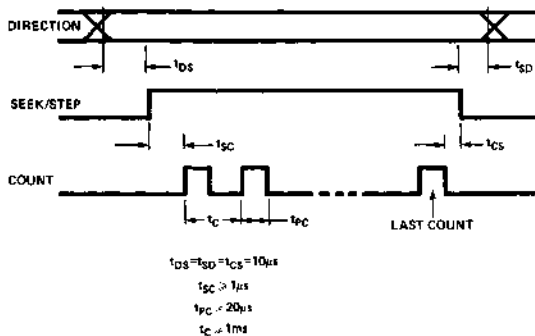 DIRECTION
tDS
tSD
SEEK/STEP
tSC
tCS
COUNT
tC
tPC
LAST COUNT
tDS=tSD=tCS=10µs
tSC > 1µs
tPC 20µs
tC 1ms